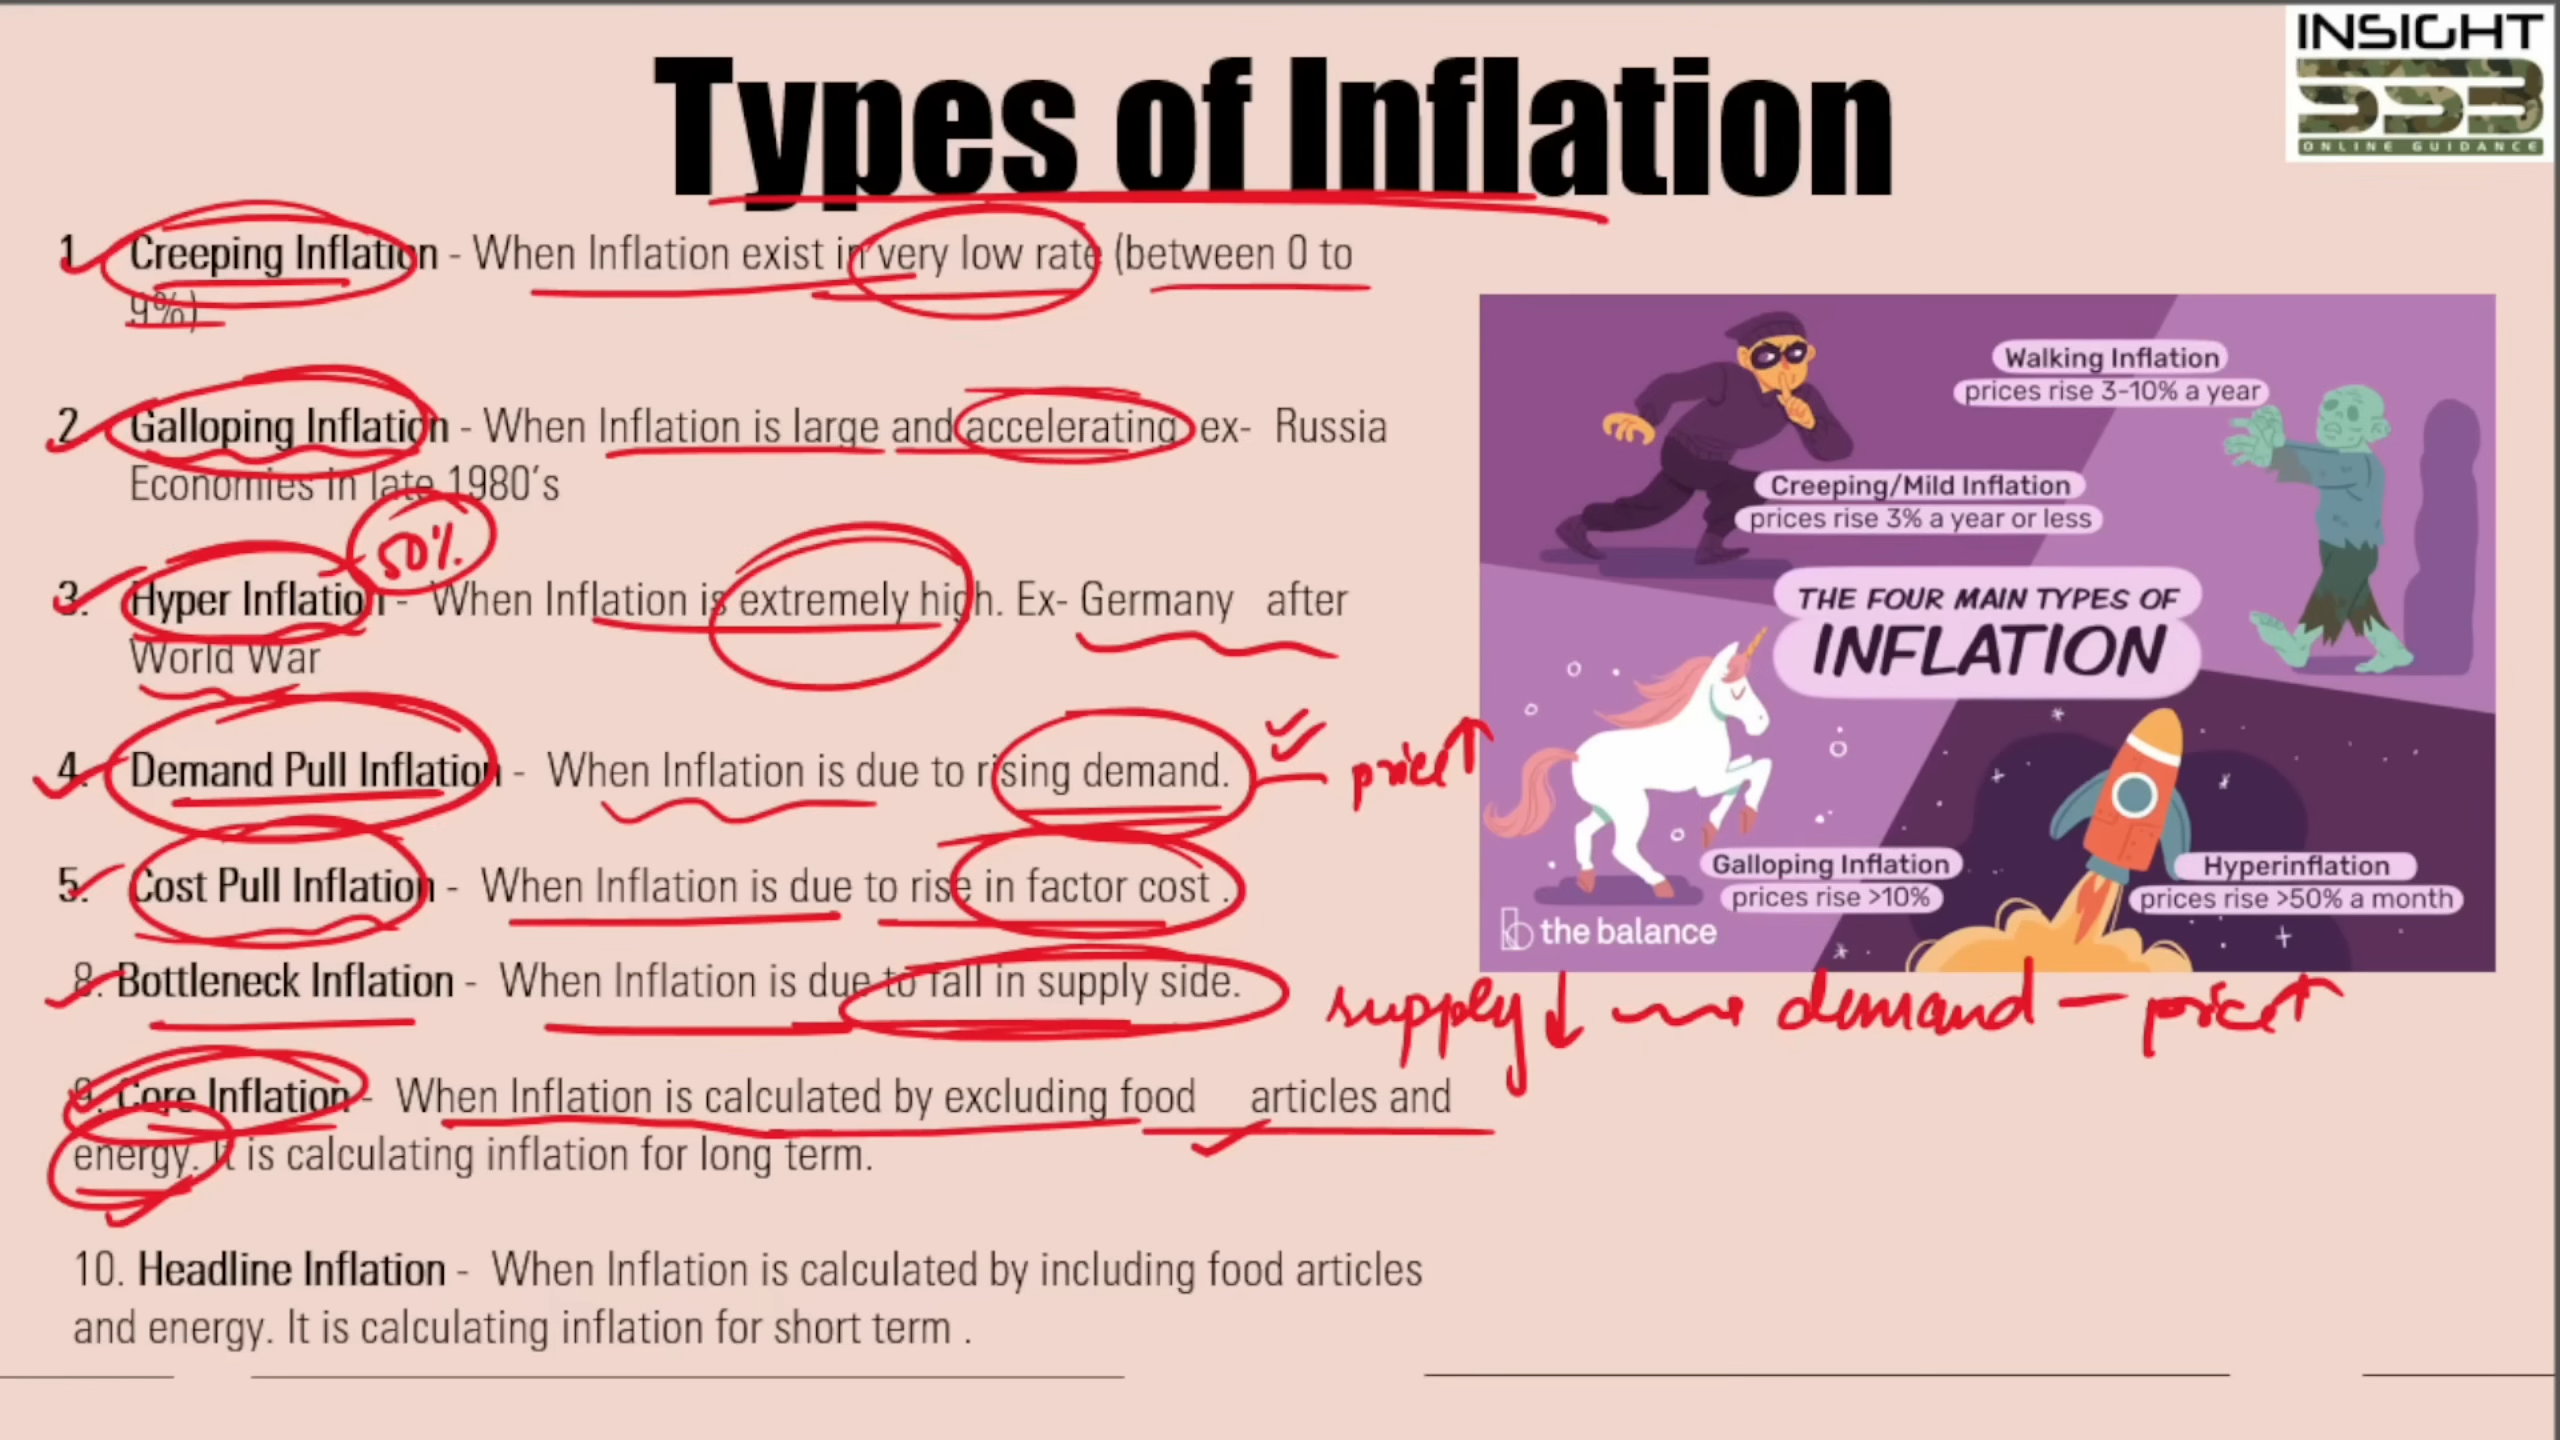 INSIGHT
SSB
ONLINE GUIDANCE
Types of Inflation
1. Creeping Inflation - When Inflation exist in very low rate (between 0 to
9%)
2. Galloping Inflation - When Inflation is large and accelerating ex- Russia
Economies in late 1980's
50%
3. Hyper Inflation - When Inflation is extremely high. Ex- Germany after
World War
4. Demand Pull Inflation - When Inflation is due to rising demand.
price↑
5. Cost Pull Inflation - When Inflation is due to rise in factor cost .
8. Bottleneck Inflation - When Inflation is due to fall in supply side.
supply↓ demand — price↑
9. Core Inflation - When Inflation is calculated by excluding food articles and
energy. It is calculating inflation for long term.
10. Headline Inflation - When Inflation is calculated by including food articles
and energy. It is calculating inflation for short term .
Walking Inflation
prices rise 3-10% a year
Creeping/Mild Inflation
prices rise 3% a year or less
THE FOUR MAIN TYPES OF
INFLATION
Galloping Inflation
prices rise >10%
Hyperinflation
prices rise >50% a month
the balance